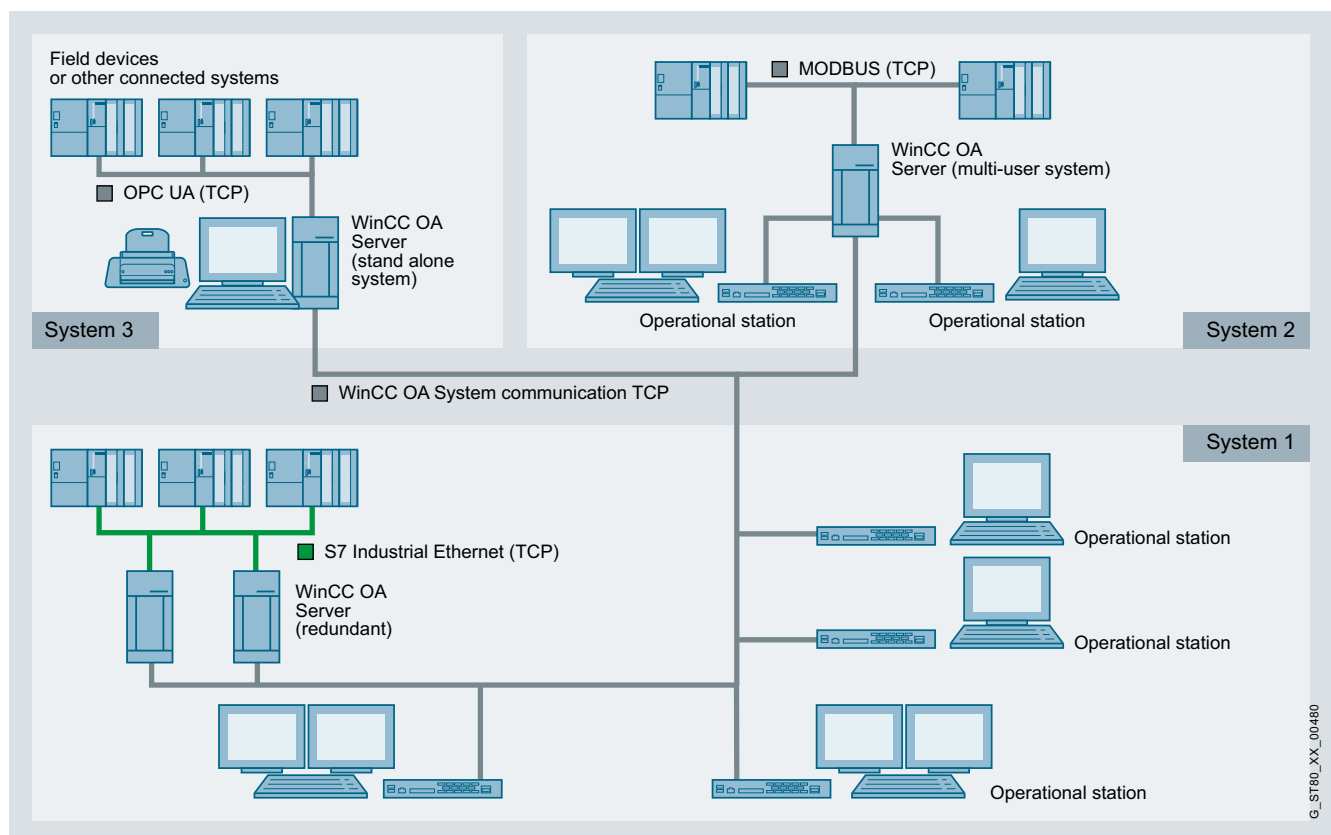 Field devices
or other connected systems
OPC UA (TCP)
WinCC OA
Server
(stand alone
system)
System 3
MODBUS (TCP)
WinCC OA
Server (multi-user system)
Operational station
Operational station
System 2
WinCC OA System communication TCP
System 1
S7 Industrial Ethernet (TCP)
WinCC OA
Server
(redundant)
Operational station
Operational station
Operational station
G_ST80_XX_00480